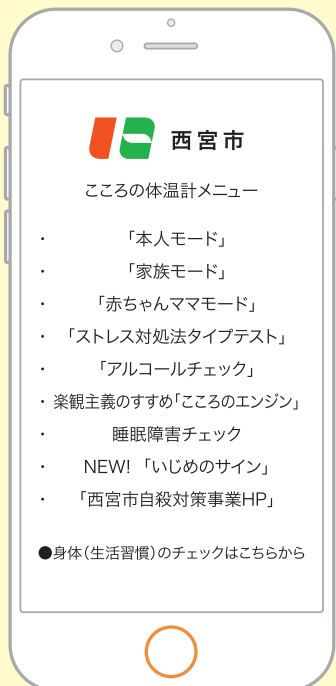 西宮市
こころの体温計メニュー
・ 「本人モード」
・ 「家族モード」
・ 「赤ちゃんママモード」
・ 「ストレス対処法タイプテスト」
・ 「アルコールチェック」
・ 楽観主義のすすめ「こころのエンジン」
・ 睡眠障害チェック
・ NEW! 「いじめのサイン」
・ 「西宮市自殺対策事業HP」
●身体(生活習慣)のチェックはこちらから